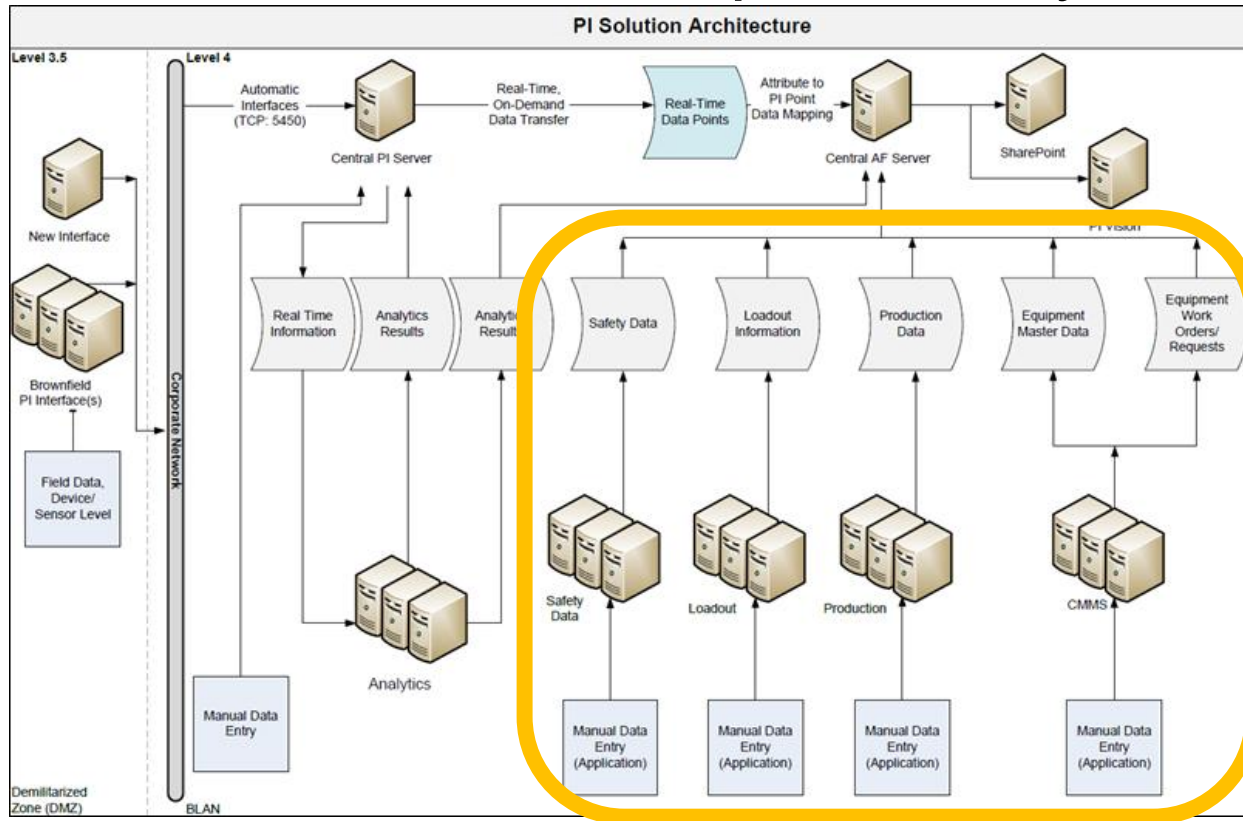 PI Solution Architecture
Level 3.5
Level 4
Automatic
Interfaces
(TCP: 5450)
Central PI Server
Real-Time,
On-Demand
Data Transfer
Real-Time
Data Points
Attribute to
PI Point
Data Mapping
Central AF Server
SharePoint
PI Vision
New Interface
Brownfield
PI Interface(s)
Field Data,
Device/
Sensor Level
Corporate Network
Real Time
Information
Analytics
Results
Analytics
Results
Safety Data
Loadout
Information
Production
Data
Equipment
Master Data
Equipment
Work
Orders/
Requests
Analytics
Safety
Data
Loadout
Production
CMMS
Manual Data
Entry
Manual Data
Entry
(Application)
Manual Data
Entry
(Application)
Manual Data
Entry
(Application)
Manual Data
Entry
(Application)
Demilitarized
Zone (DMZ)
BLAN